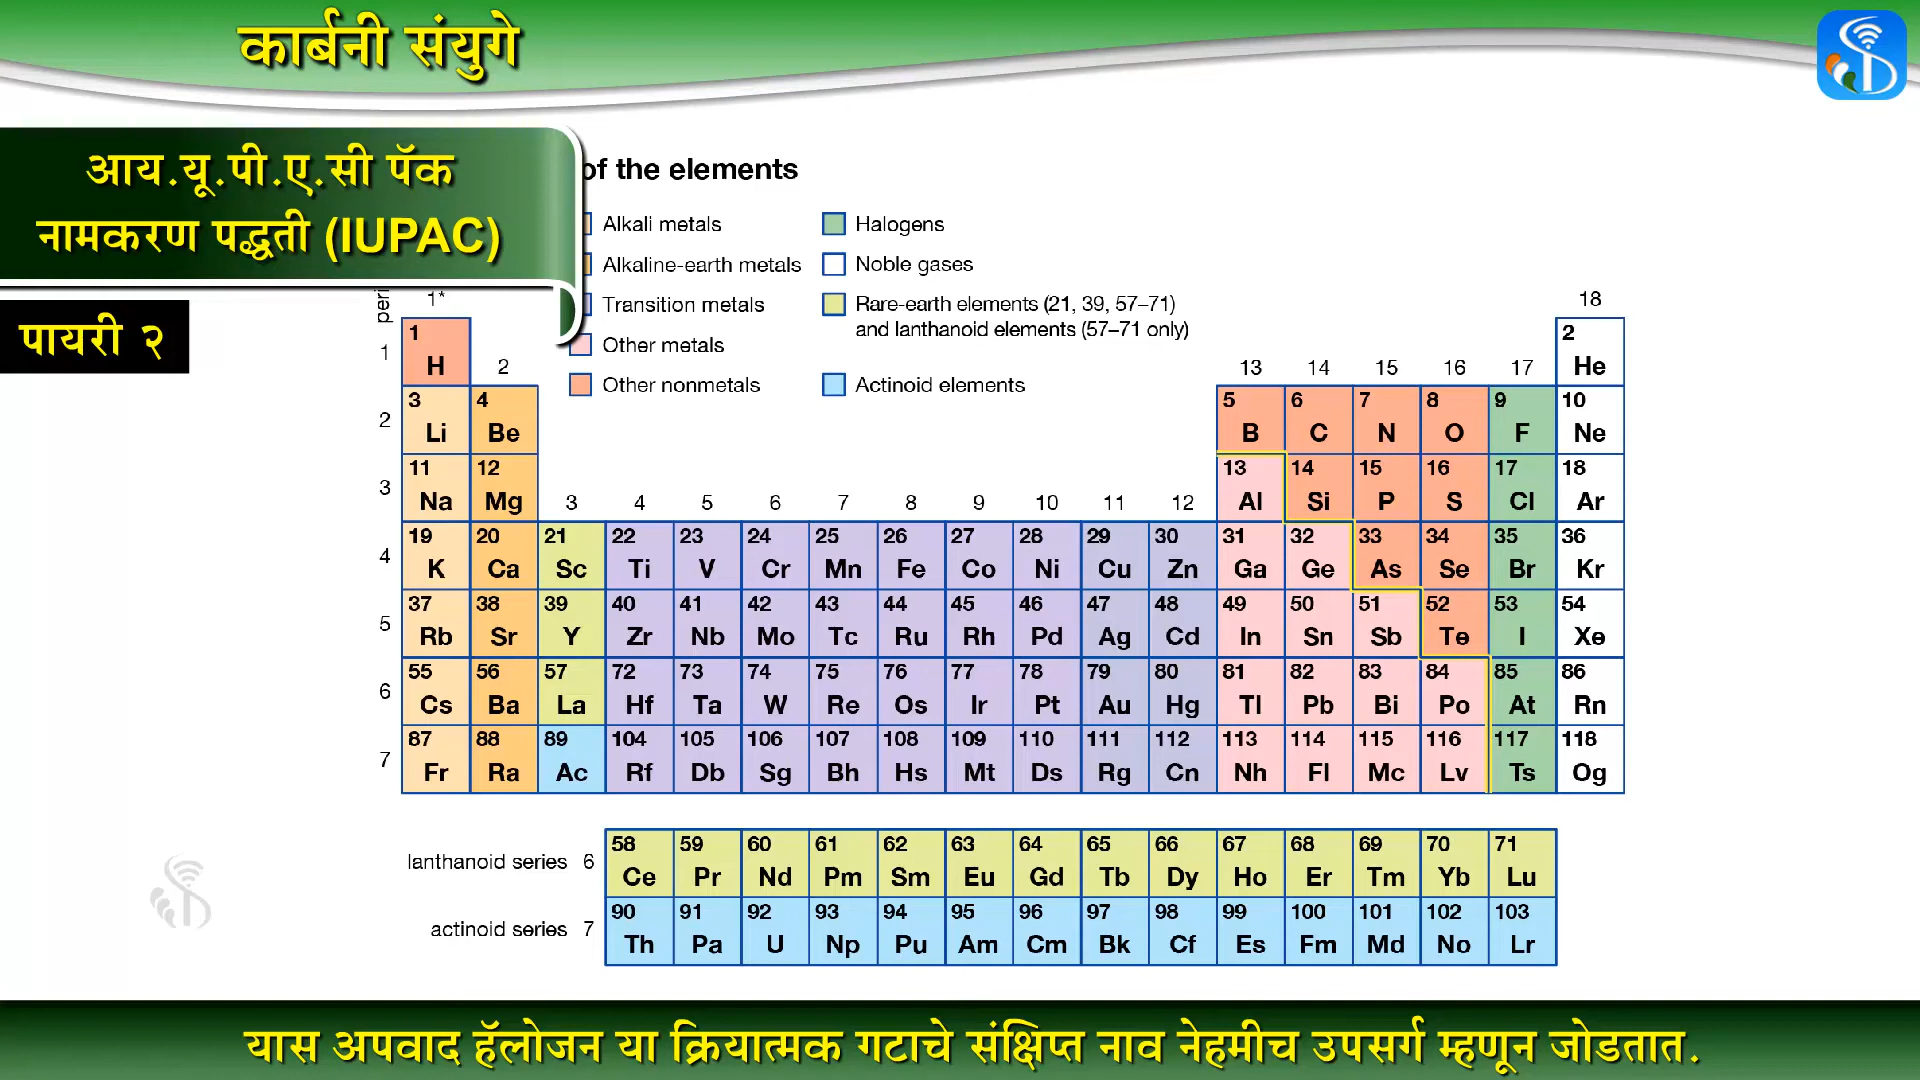 कार्बनी संयुगे
आय.यू.पी.ए.सी पॅक
नामकरण पद्धती (IUPAC)
पायरी २
of the elements
Alkali metals
Halogens
Alkaline-earth metals
Noble gases
Transition metals
Rare-earth elements (21, 39, 57–71)
and lanthanoid elements (57–71 only)
Other metals
Other nonmetals
Actinoid elements
1* 18
1 2
1 H He
2 13 14 15 16 17
3 4 5 6 7 8 9 10
2 Li Be B C N O F Ne
11 12 13 14 15 16 17 18
3 Na Mg Al Si P S Cl Ar
3 4 5 6 7 8 9 10 11 12
19 20 21 22 23 24 25 26 27 28 29 30 31 32 33 34 35 36
4 K Ca Sc Ti V Cr Mn Fe Co Ni Cu Zn Ga Ge As Se Br Kr
37 38 39 40 41 42 43 44 45 46 47 48 49 50 51 52 53 54
5 Rb Sr Y Zr Nb Mo Tc Ru Rh Pd Ag Cd In Sn Sb Te I Xe
55 56 57 72 73 74 75 76 77 78 79 80 81 82 83 84 85 86
6 Cs Ba La Hf Ta W Re Os Ir Pt Au Hg Tl Pb Bi Po At Rn
87 88 89 104 105 106 107 108 109 110 111 112 113 114 115 116 117 118
7 Fr Ra Ac Rf Db Sg Bh Hs Mt Ds Rg Cn Nh Fl Mc Lv Ts Og
58 59 60 61 62 63 64 65 66 67 68 69 70 71
lanthanoid series 6 Ce Pr Nd Pm Sm Eu Gd Tb Dy Ho Er Tm Yb Lu
90 91 92 93 94 95 96 97 98 99 100 101 102 103
actinoid series 7 Th Pa U Np Pu Am Cm Bk Cf Es Fm Md No Lr
यास अपवाद हॅलोजन या क्रियात्मक गटाचे संक्षिप्त नाव नेहमीच उपसर्ग म्हणून जोडतात.